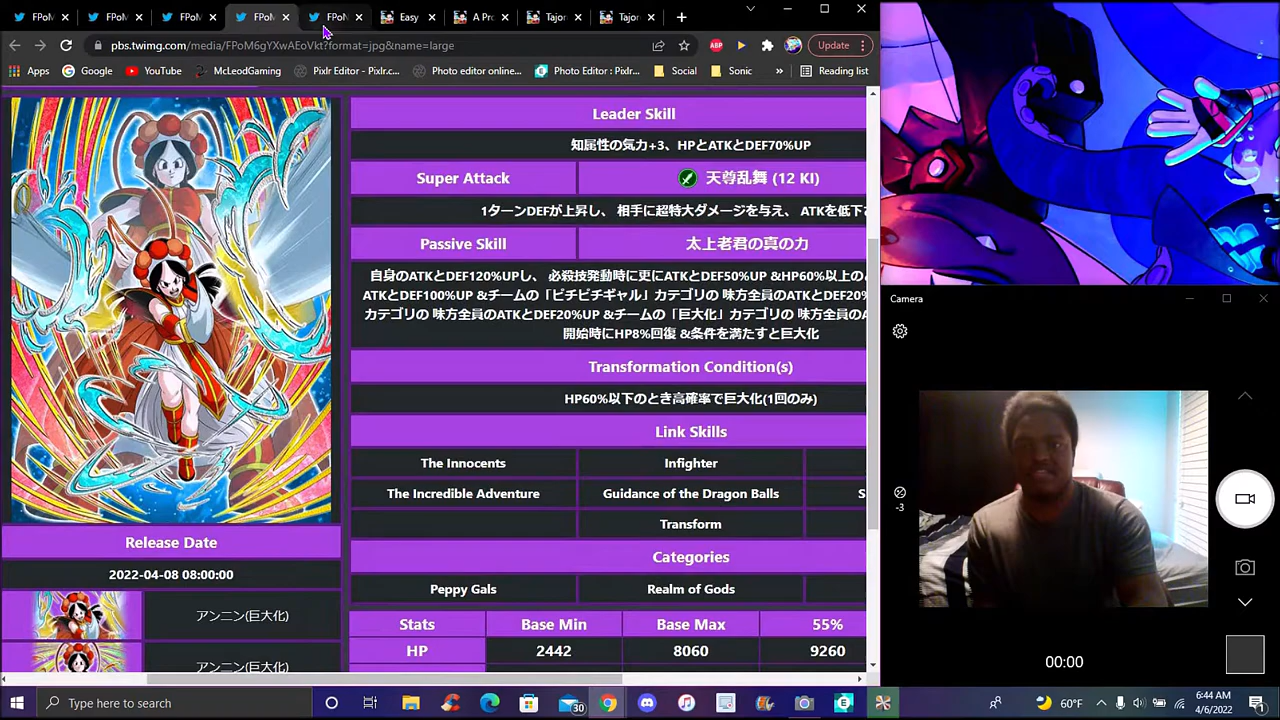 FPoM
FPoM
FPoM
FPoM
FPoM
Easy
A Pro
Tajor
Tajor
pbs.twimg.com/media/FPoM6gYXwAEoVkt?format=jpg&name=large
ABP
Update
Apps
Google
YouTube
McLeodGaming
Pixlr Editor - Pixlr.c...
Photo editor online...
Photo Editor : Pixlr...
Social
Sonic
»
Reading list
Leader Skill
知属性の気力+3、HPとATKとDEF70%UP
Super Attack
天尊乱舞 (12 KI)
1ターンDEFが上昇し、 相手に超特大ダメージを与え、 ATKを低下
Passive Skill
太上老君の真の力
自身のATKとDEF120%UPし、 必殺技発動時に更にATKとDEF50%UP &HP60%以上の
ATKとDEF100%UP &チームの「ピチピチギャル」カテゴリの 味方全員のATKとDEF20%
カテゴリの 味方全員のATKとDEF20%UP &チームの「巨大化」カテゴリの 味方全員の
開始時にHP8%回復 &条件を満たすと巨大化
Transformation Condition(s)
HP60%以下のとき高確率で巨大化(1回のみ)
Link Skills
The Innocents
Infighter
The Incredible Adventure
Guidance of the Dragon Balls
S
Transform
Categories
Peppy Gals
Realm of Gods
Stats
Base Min
Base Max
55%
HP
2442
8060
9260
Release Date
2022-04-08 08:00:00
アンニン(巨大化)
アンニン(巨大化)
Camera
-3
00:00
Type here to search
30
60°F
6:44 AM
4/6/2022
1